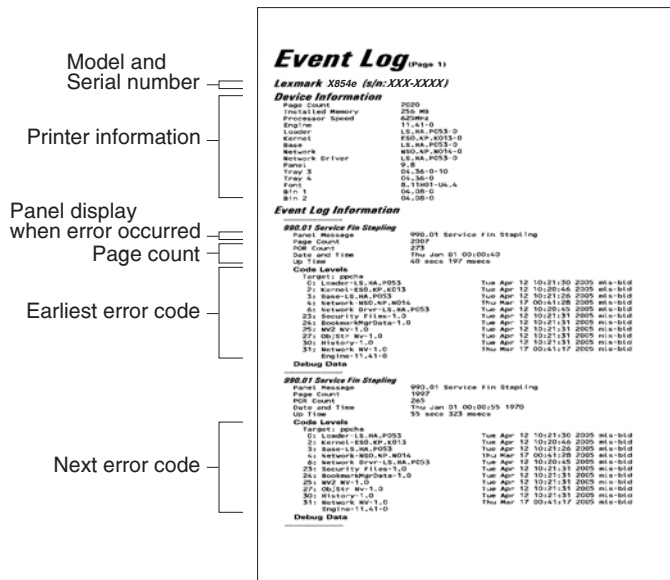 Model and
Serial number
Printer information
Panel display
when error occurred
Page count
Earliest error code
Next error code
Event Log (Page 1)
Lexmark X854e (s/n:XXX-XXXX)
Device Information
Page Count 2020
Installed Memory 256 MB
Processor Speed 625MHz
Engine 11.41-0
Loader LS.HA.P053-0
Kernel ESO.KP.K013-0
Base LS.HA.P053-0
Network NSO.NP.N014-0
Network Driver LS.HA.P053-0
Panel 9.8
Tray 3 04.36-0-10
Tray 4 04.36-0
Font 8.11H01-U4.4
Bin 1 04.08-0
Bin 2 04.08-0
Event Log Information
990.01 Service Fin Stapling
Panel Message 990.01 Service Fin Stapling
Page Count 2007
POR Count 273
Date and Time Thu Jan 01 00:00:40
Up Time 40 secs 197 msecs
Code Levels
Target: ppcha
0: Loader-LS.HA.P053 Tue Apr 12 10:21:30 2005 mls-bld
2: Kernel-ESO.KP.K013 Tue Apr 12 10:20:46 2005 mls-bld
3: Base-LS.HA.P053 Tue Apr 12 10:21:26 2005 mls-bld
4: Network-NSO.NP.N014 Thu Mar 17 00:41:28 2005 mls-bld
6: Network Drvr-LS.HA.P053 Tue Apr 12 10:20:45 2005 mls-bld
23: Security Files-1.0 Tue Apr 12 10:21:31 2005 mls-bld
24: BookmarkMgrData-1.0 Tue Apr 12 10:21:31 2005 mls-bld
25: NV2 NV-1.0 Tue Apr 12 10:21:31 2005 mls-bld
27: ObjStr Nv-1.0 Tue Apr 12 10:21:31 2005 mls-bld
30: History-1.0 Tue Apr 12 10:21:31 2005 mls-bld
31: Network NV-1.0 Thu Mar 17 00:41:17 2005 mls-bld
Engine-11.41-0
Debug Data
990.01 Service Fin Stapling
Panel Message 990.01 Service Fin Stapling
Page Count 1997
POR Count 265
Date and Time Thu Jan 01 00:00:55 1970
Up Time 55 secs 323 msecs
Code Levels
Target: ppcha
0: Loader-LS.HA.P053 Tue Apr 12 10:21:30 2005 mls-bld
2: Kernel-ESO.KP.K013 Tue Apr 12 10:20:46 2005 mls-bld
3: Base-LS.HA.P053 Tue Apr 12 10:21:26 2005 mls-bld
4: Network-NSO.NP.N014 Thu Mar 17 00:41:28 2005 mls-bld
6: Network Drvr-LS.HA.P053 Tue Apr 12 10:20:45 2005 mls-bld
23: Security Files-1.0 Tue Apr 12 10:21:31 2005 mls-bld
24: BookmarkMgrData-1.0 Tue Apr 12 10:21:31 2005 mls-bld
25: NV2 NV-1.0 Tue Apr 12 10:21:31 2005 mls-bld
27: ObjStr Nv-1.0 Tue Apr 12 10:21:31 2005 mls-bld
30: History-1.0 Tue Apr 12 10:21:31 2005 mls-bld
31: Network NV-1.0 Thu Mar 17 00:41:17 2005 mls-bld
Engine-11.41-0
Debug Data